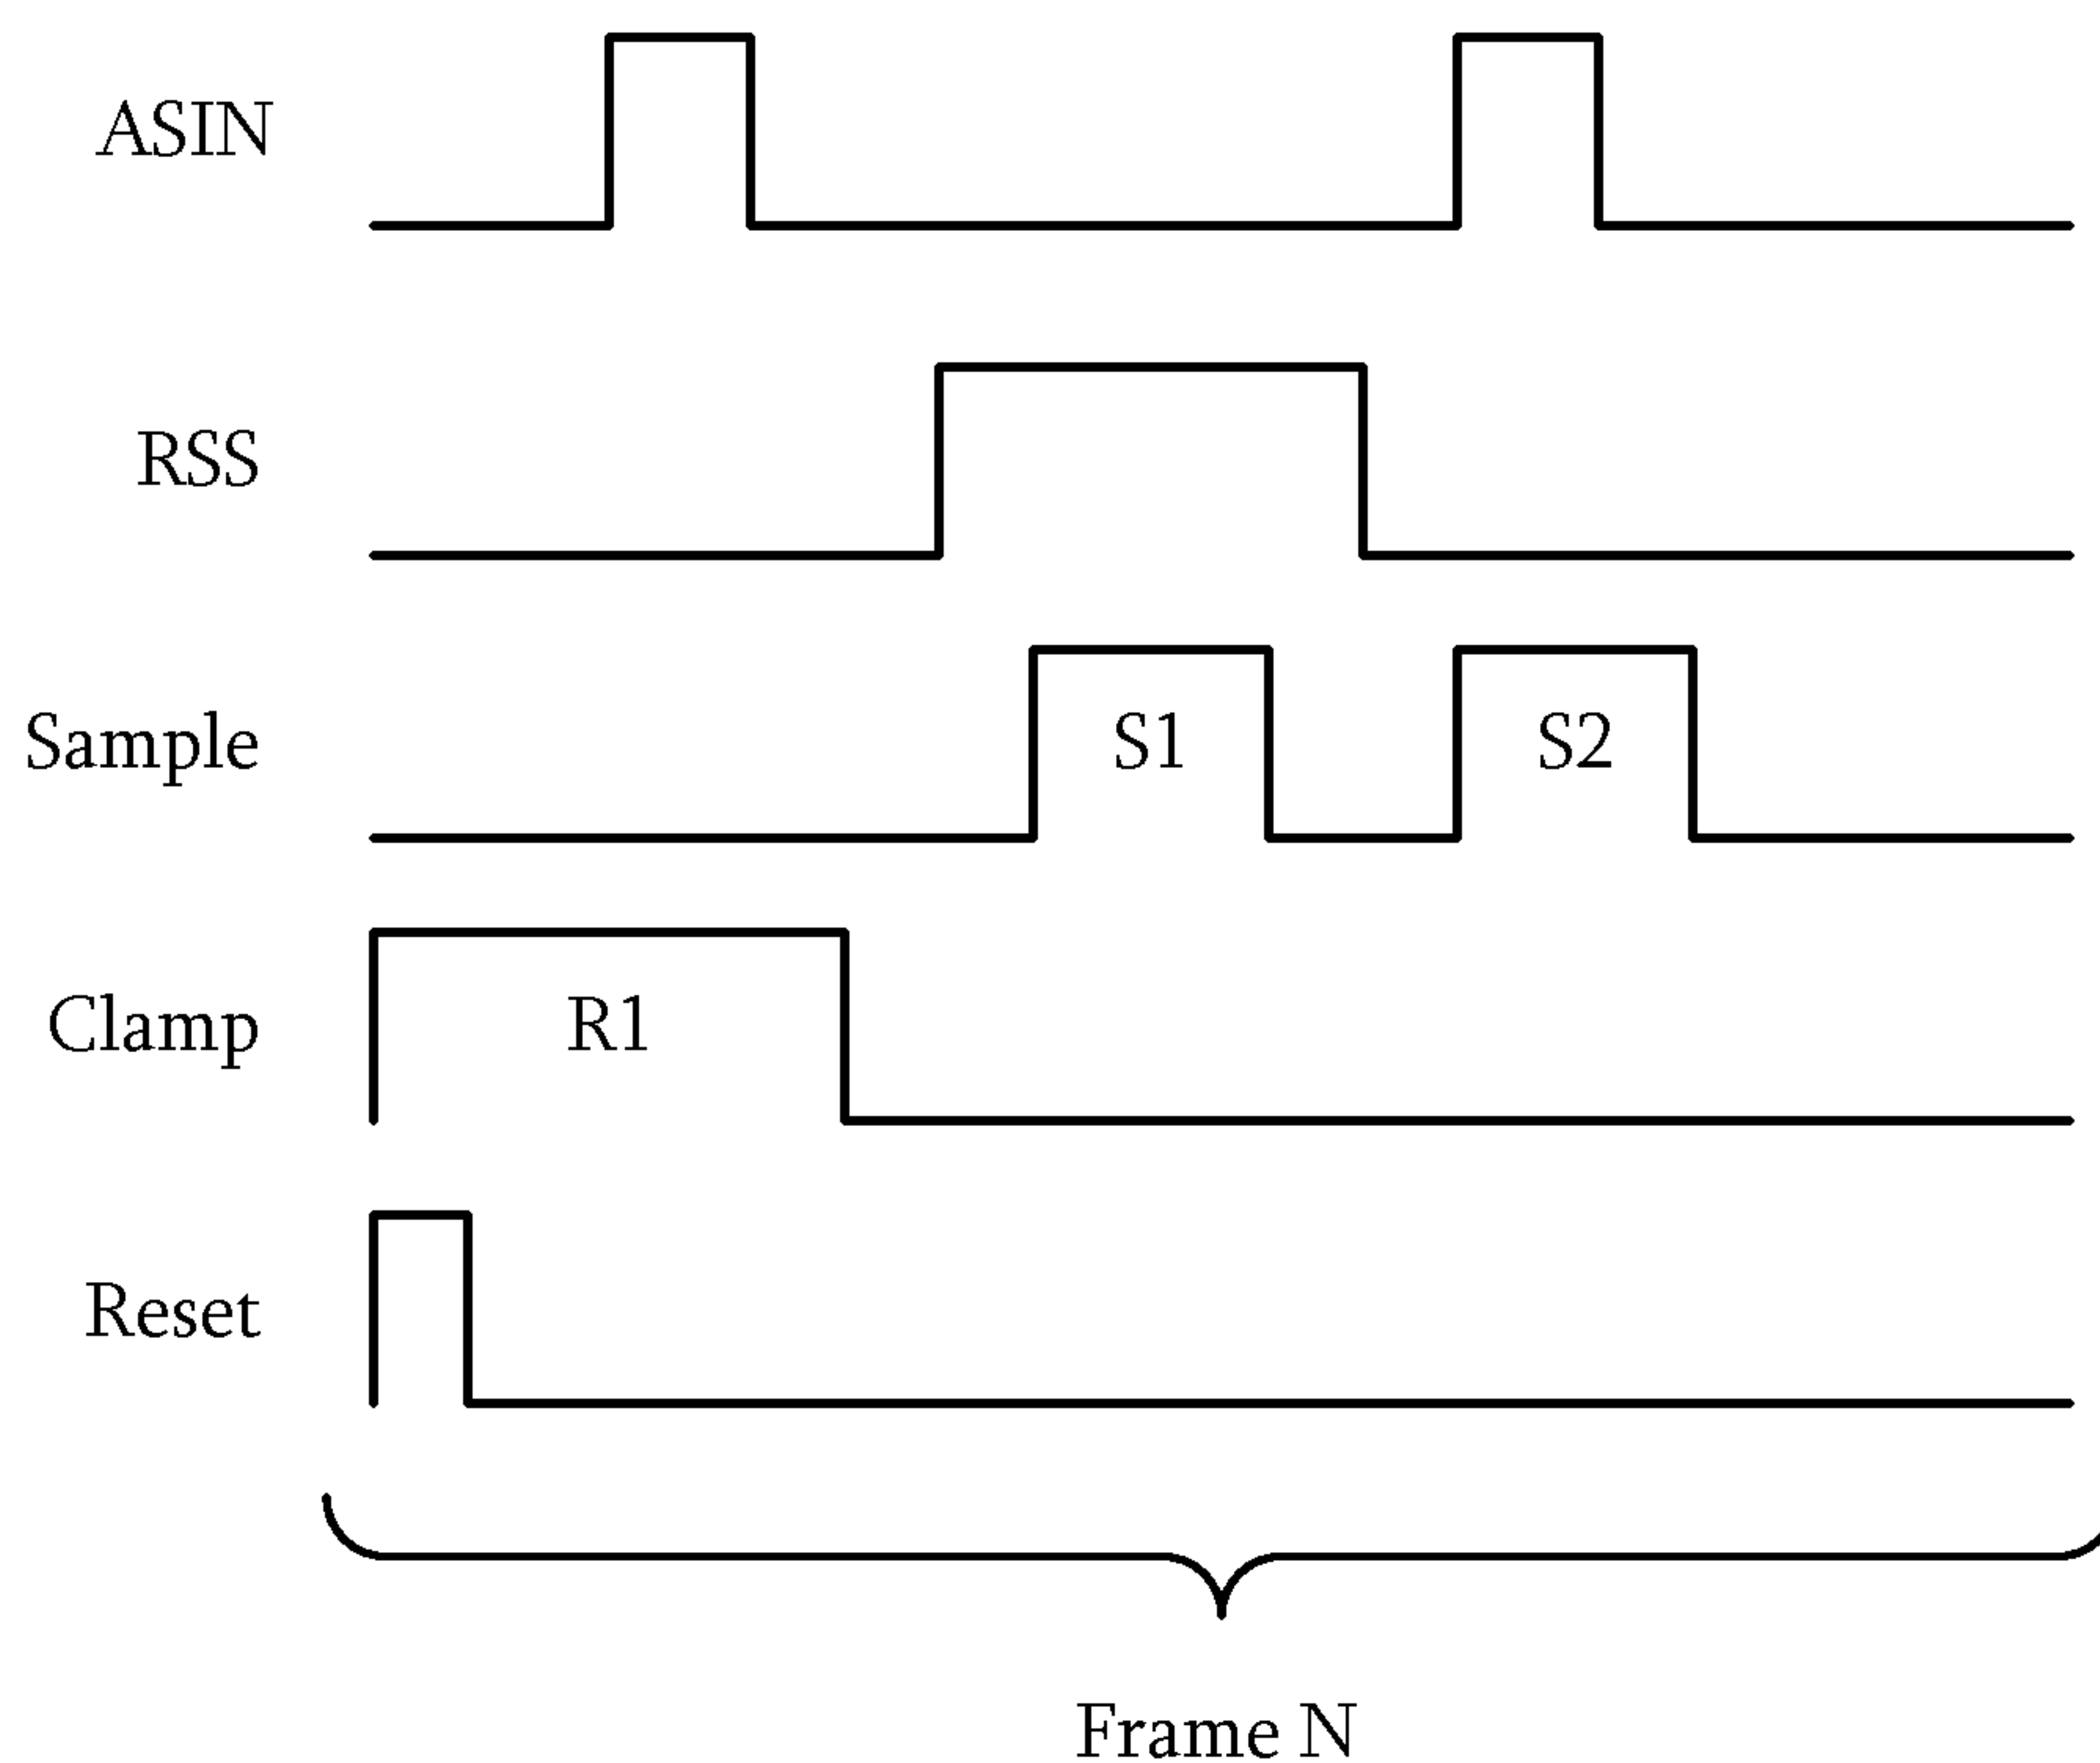 ASIN
RSS
Sample
S1
S2
Clamp
R1
Reset
Frame N